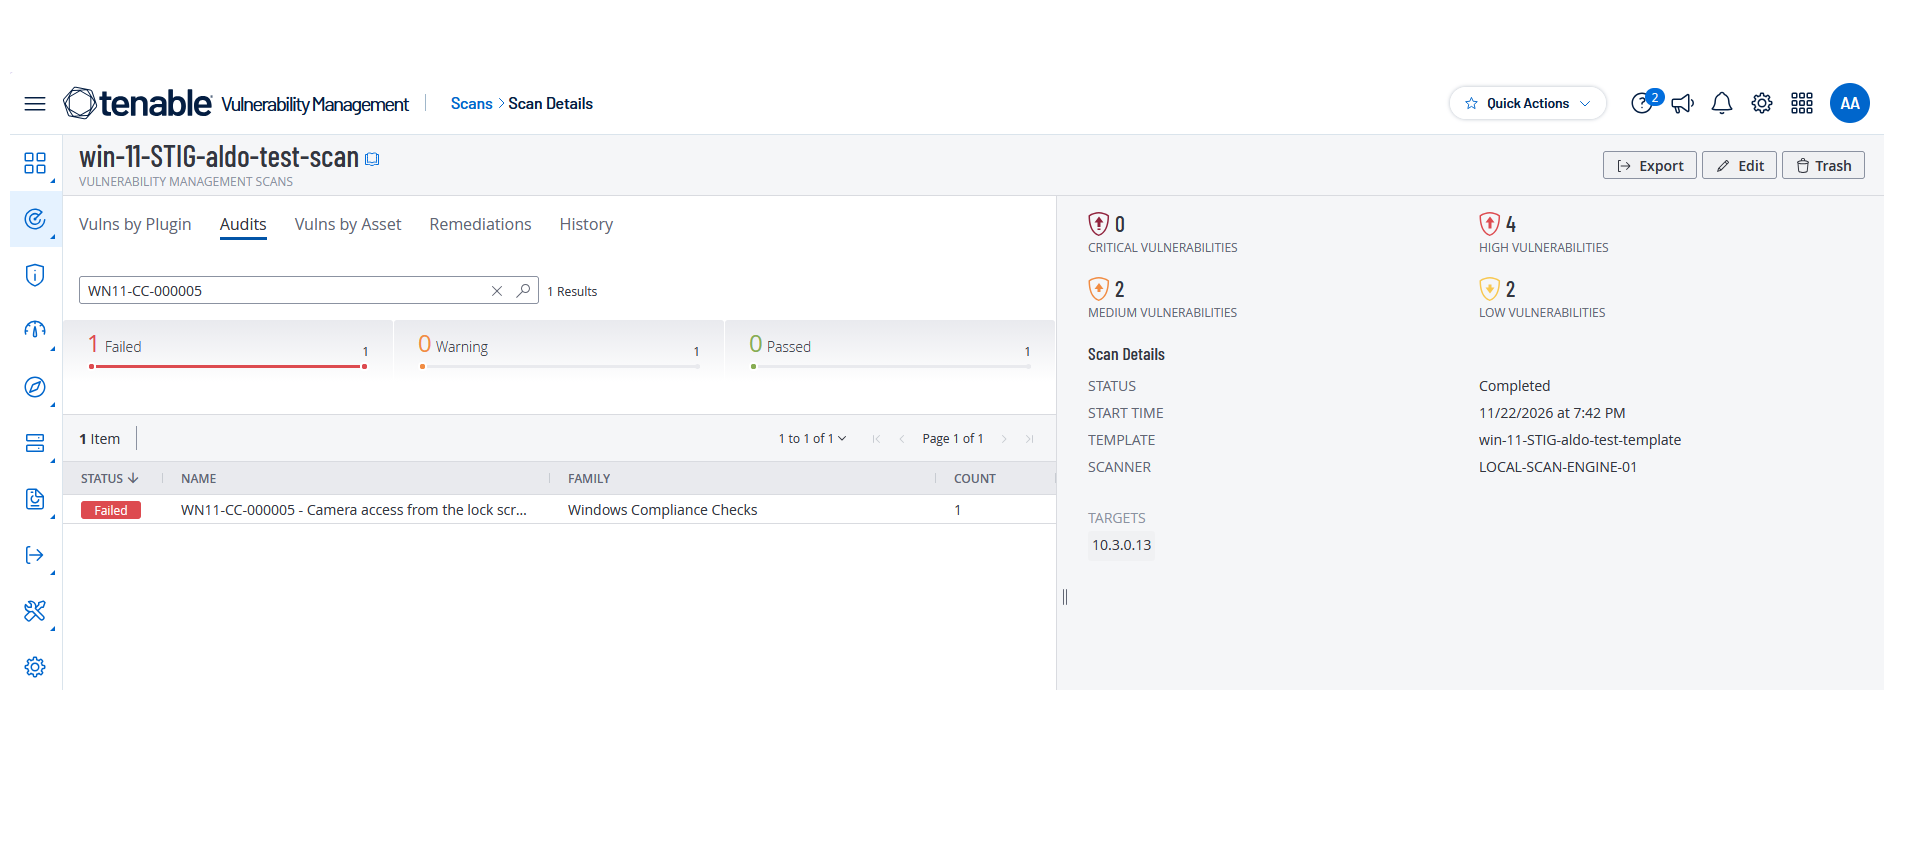 tenable Vulnerability Management Scans > Scan Details Quick Actions 2 AA
win-11-STIG-aldo-test-scan
VULNERABILITY MANAGEMENT SCANS
Export Edit Trash
Vulns by Plugin Audits Vulns by Asset Remediations History
WN11-CC-000005 1 Results
1 Failed 1 0 Warning 1 0 Passed 1
1 Item 1 to 1 of 1 Page 1 of 1
STATUS NAME FAMILY COUNT
Failed WN11-CC-000005 - Camera access from the lock scr... Windows Compliance Checks 1
0 4
CRITICAL VULNERABILITIES HIGH VULNERABILITIES
2 2
MEDIUM VULNERABILITIES LOW VULNERABILITIES
Scan Details
STATUS Completed
START TIME 11/22/2026 at 7:42 PM
TEMPLATE win-11-STIG-aldo-test-template
SCANNER LOCAL-SCAN-ENGINE-01
TARGETS
10.3.0.13